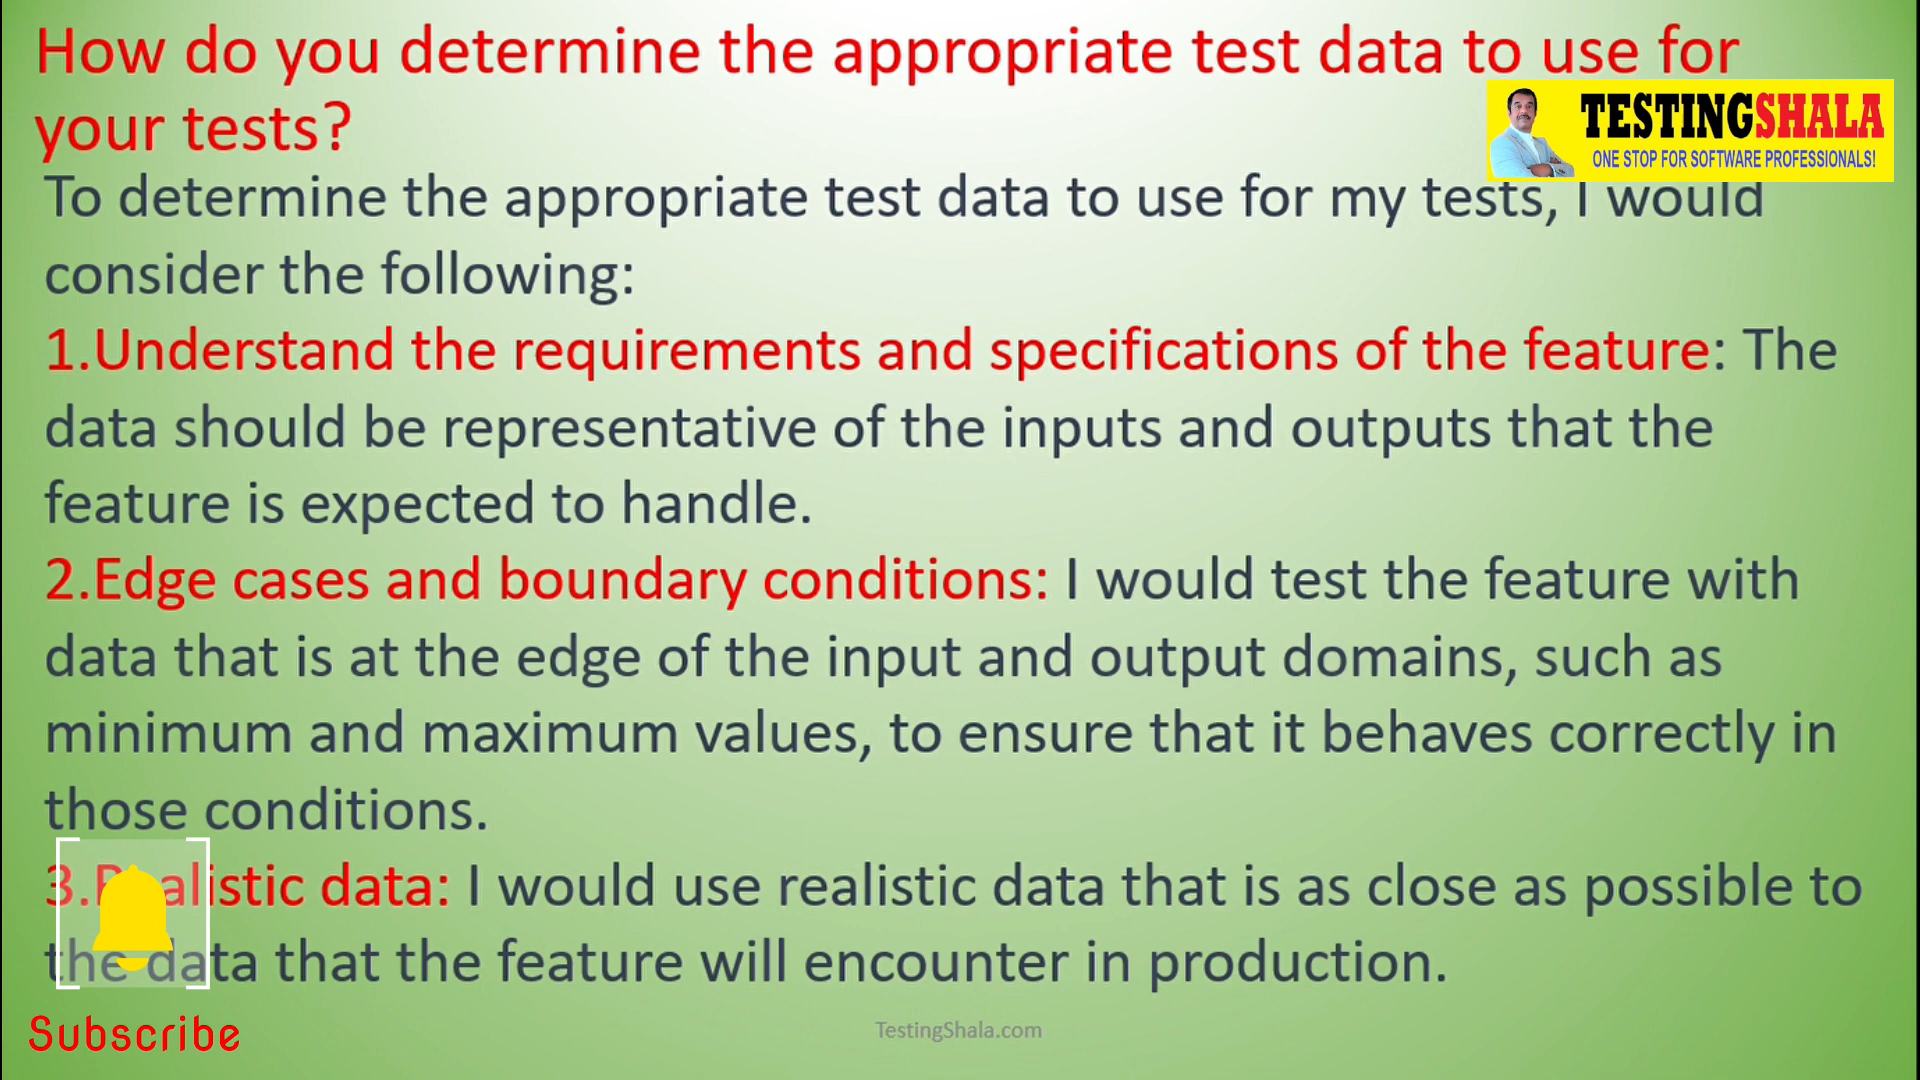 How do you determine the appropriate test data to use for
your tests?
TESTINGSHALA
ONE STOP FOR SOFTWARE PROFESSIONALS!
To determine the appropriate test data to use for my tests, I would
consider the following:
1.Understand the requirements and specifications of the feature: The
data should be representative of the inputs and outputs that the
feature is expected to handle.
2.Edge cases and boundary conditions: I would test the feature with
data that is at the edge of the input and output domains, such as
minimum and maximum values, to ensure that it behaves correctly in
those conditions.
3.Realistic data: I would use realistic data that is as close as possible to
the data that the feature will encounter in production.
Subscribe
TestingShala.com